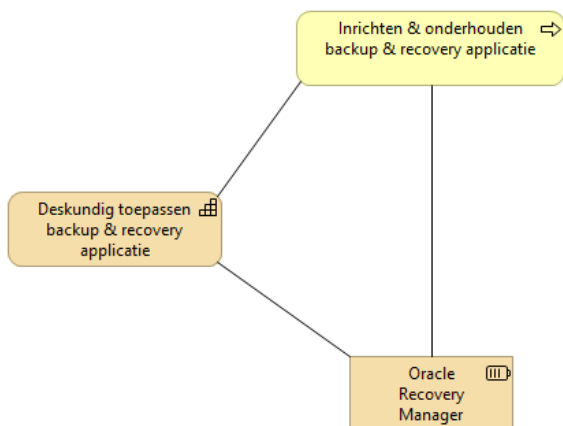 Inrichten & onderhouden
backup & recovery applicatie
Deskundig toepassen
backup & recovery
applicatie
Oracle
Recovery
Manager